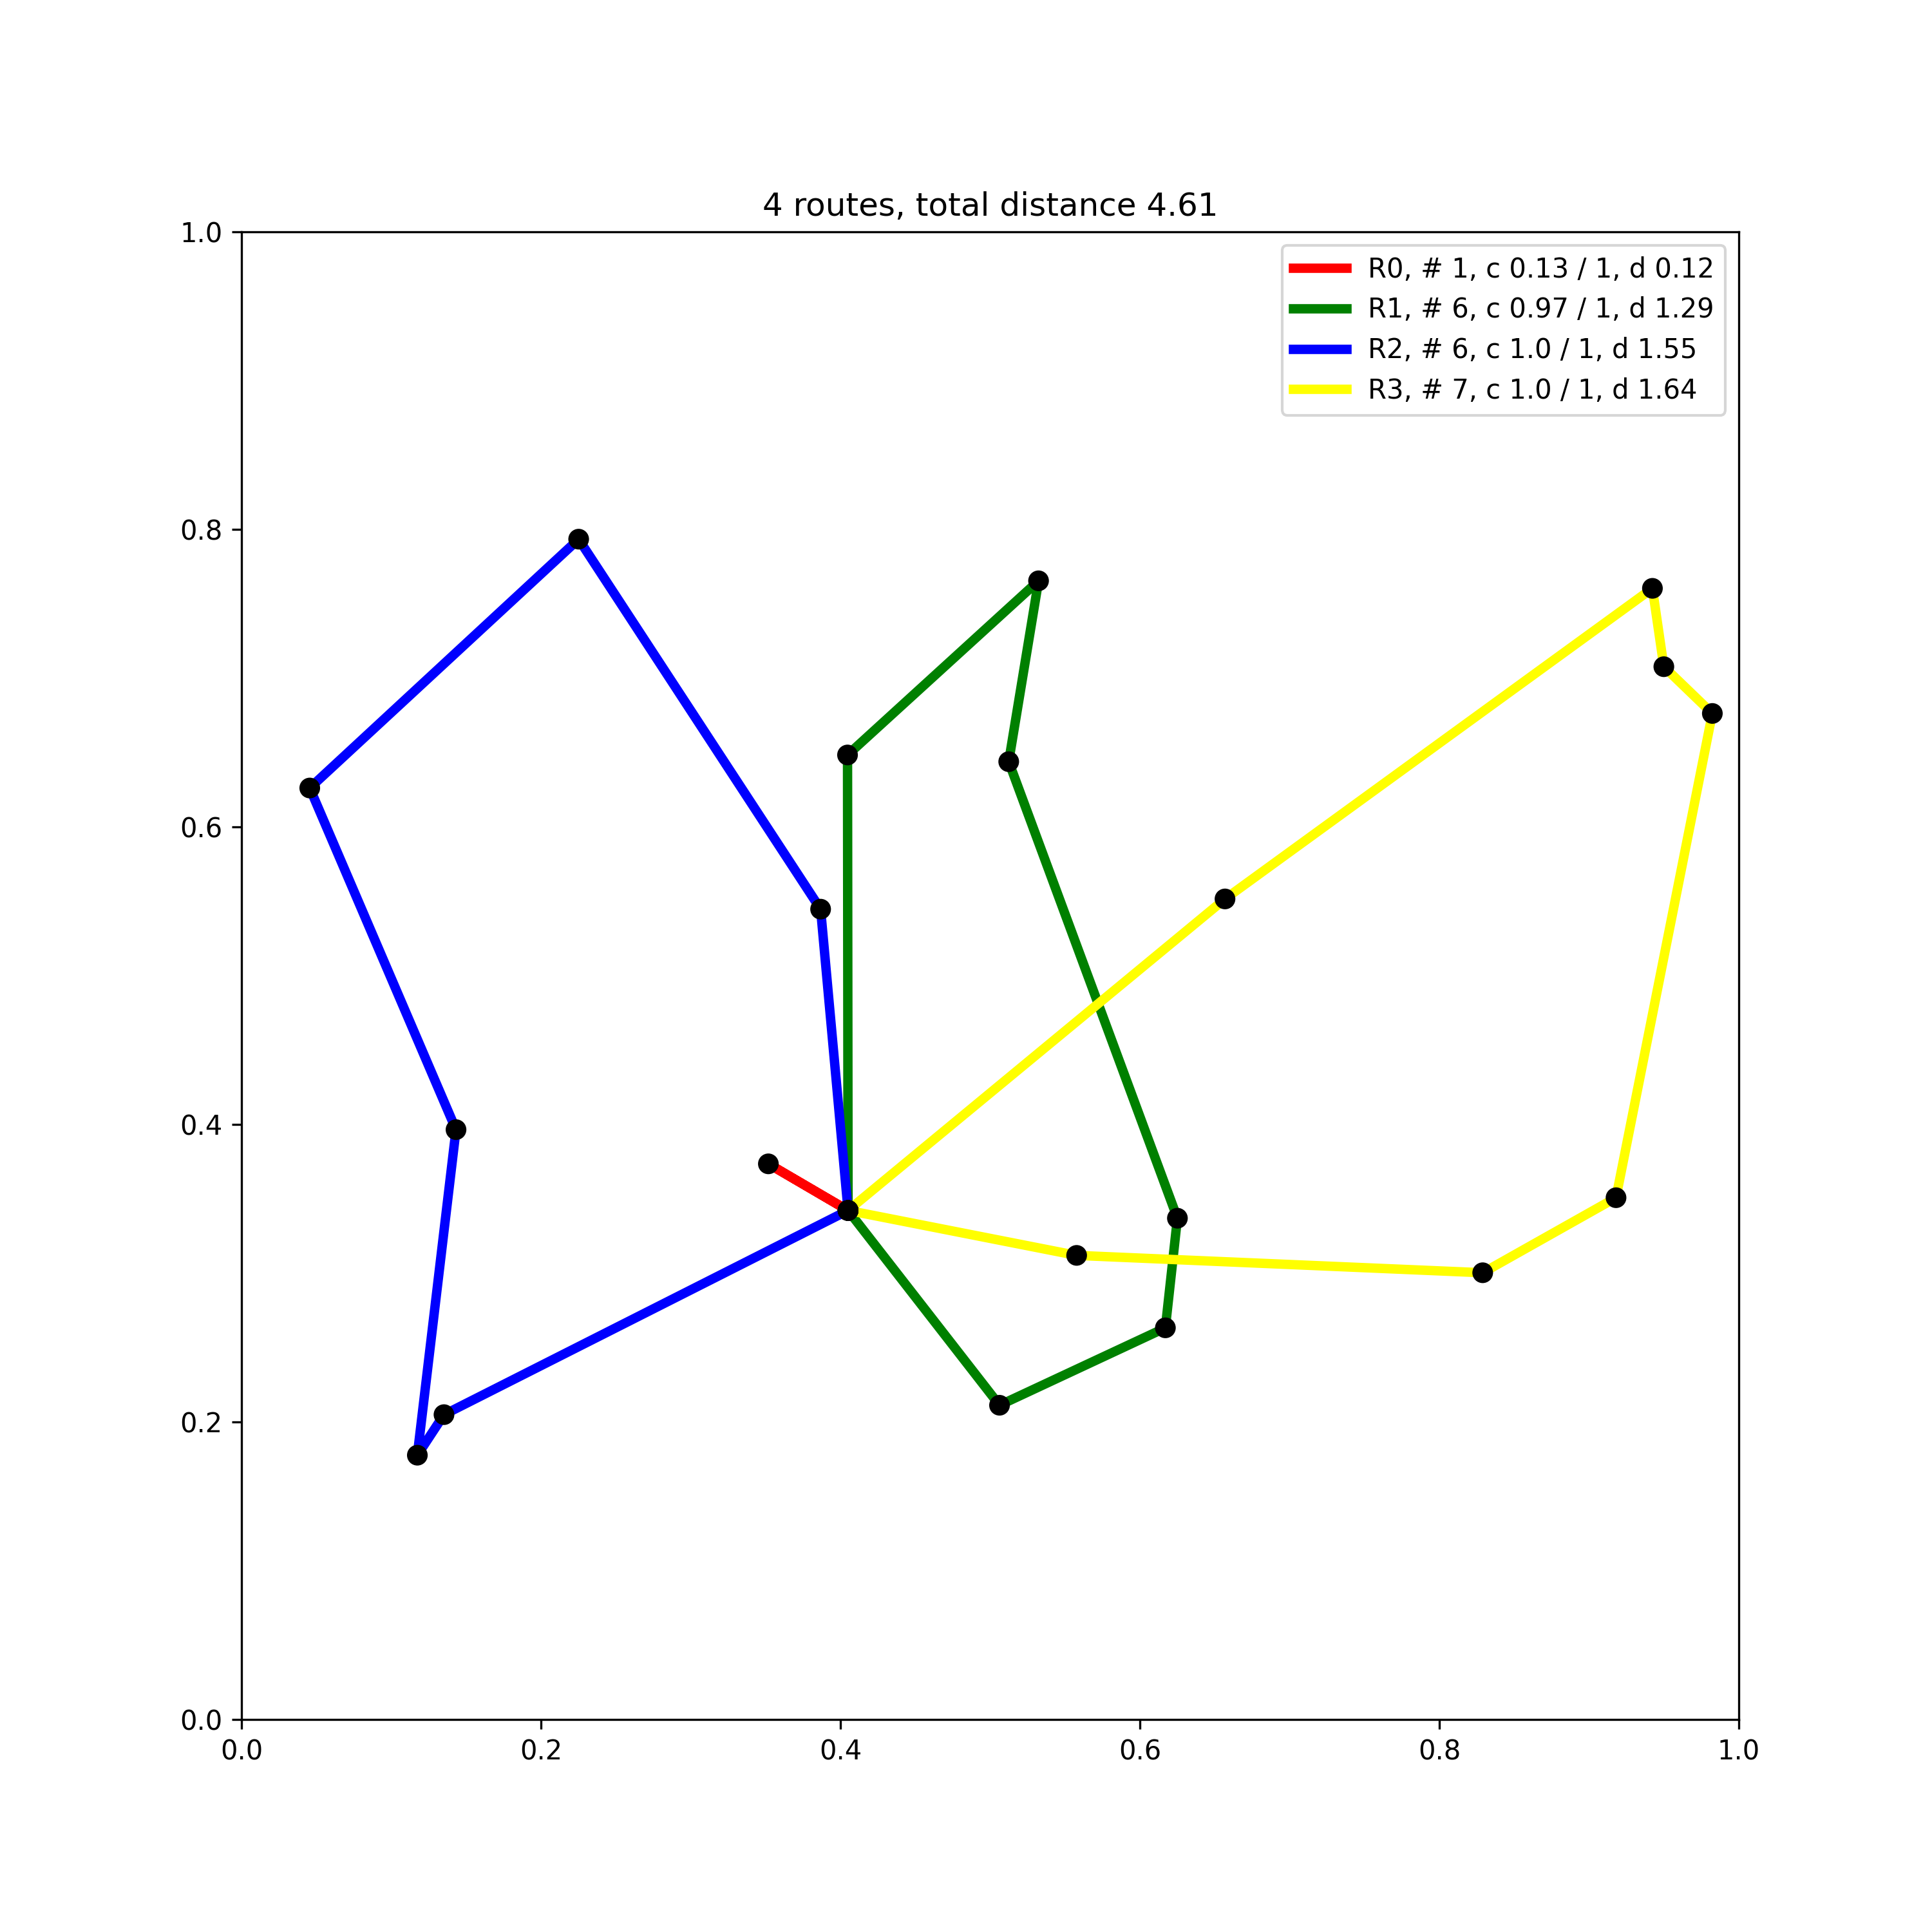 4 routes, total distance 4.61
R0, # 1, c 0.13 / 1, d 0.12
R1, # 6, c 0.97 / 1, d 1.29
R2, # 6, c 1.0 / 1, d 1.55
R3, # 7, c 1.0 / 1, d 1.64
1.0
0.8
0.6
0.4
0.2
0.0
0.0 0.2 0.4 0.6 0.8 1.0